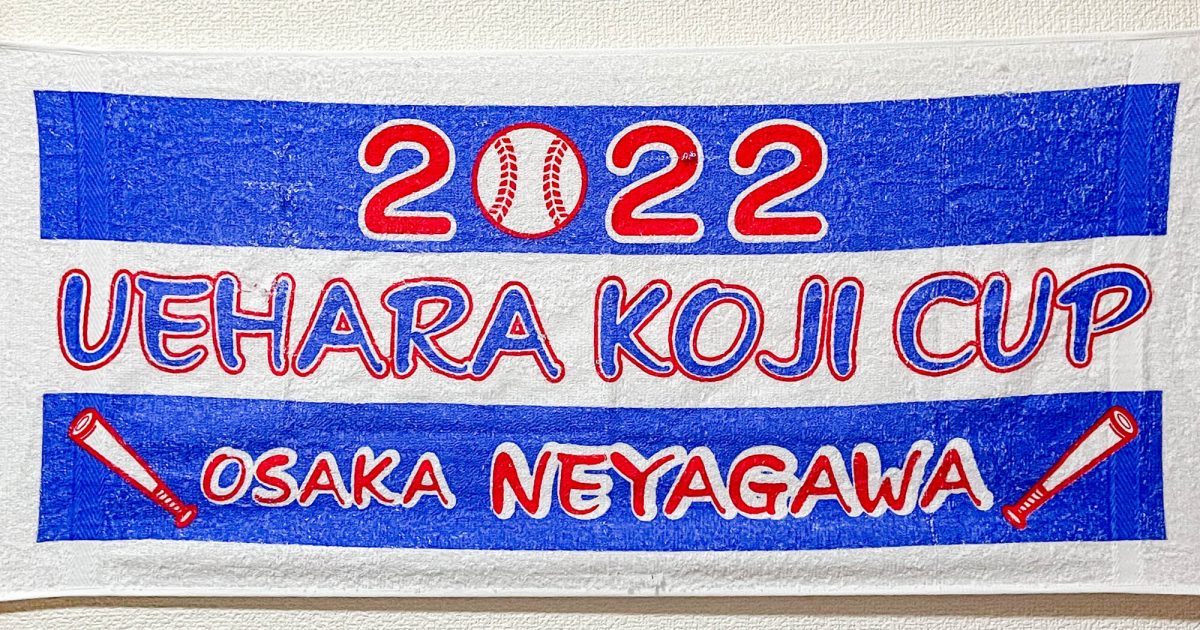 2022
UEHARA KOJI CUP
OSAKA NEYAGAWA